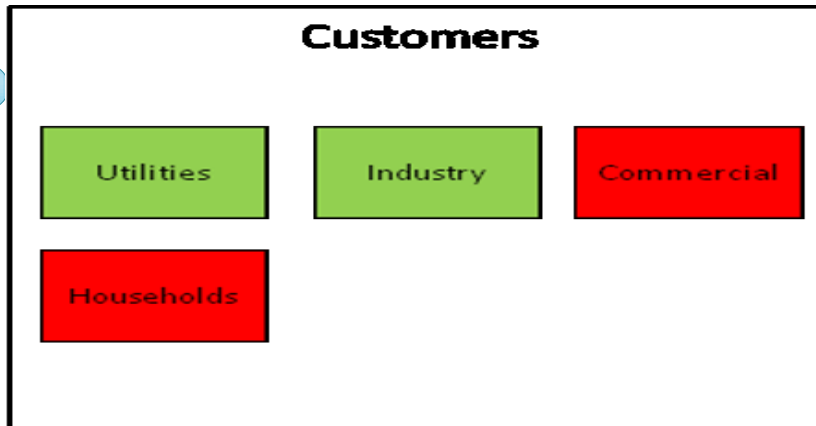 Customers
Utilities
Industry
Commercial
Households